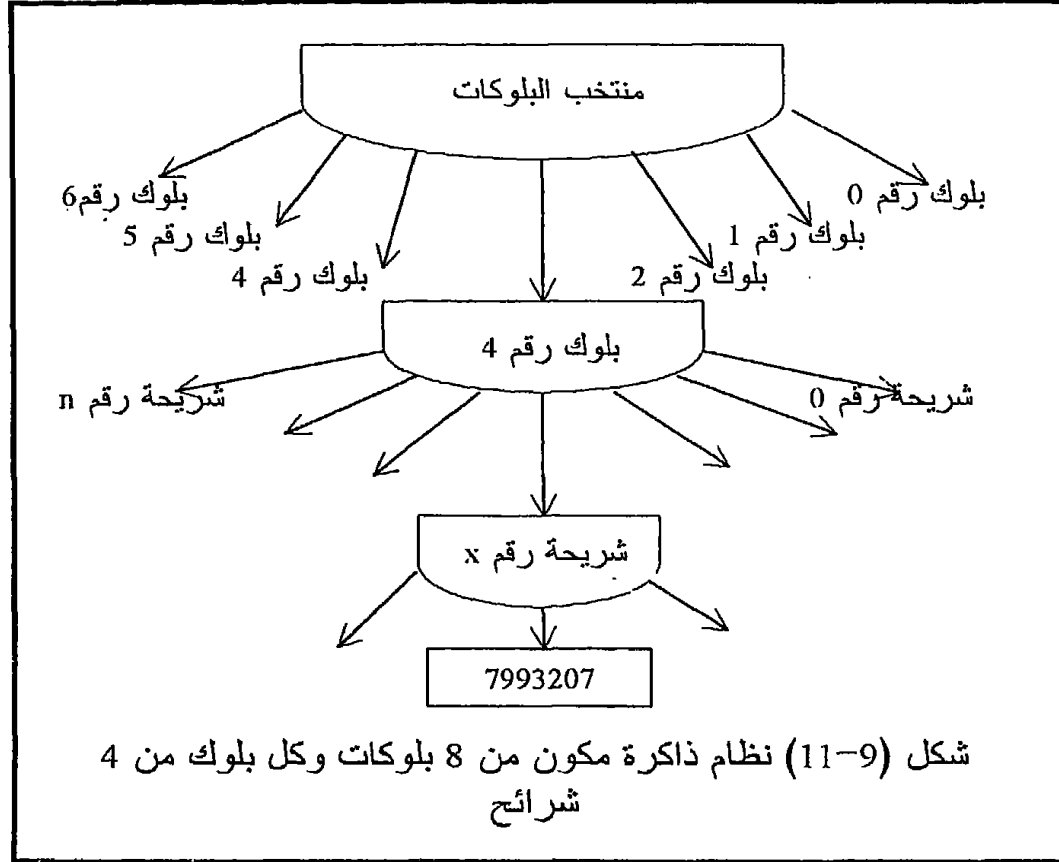 منتخب البلوكات
بلوك رقم 0
بلوك رقم 1
بلوك رقم 2
بلوك رقم 4
بلوك رقم 5
بلوك رقم6
بلوك رقم 4
شريحة رقم 0
شريحة رقم n
شريحة رقم x
7993207
شكل (9-11) نظام ذاكرة مكون من 8 بلوكات وكل بلوك من 4
شرائح